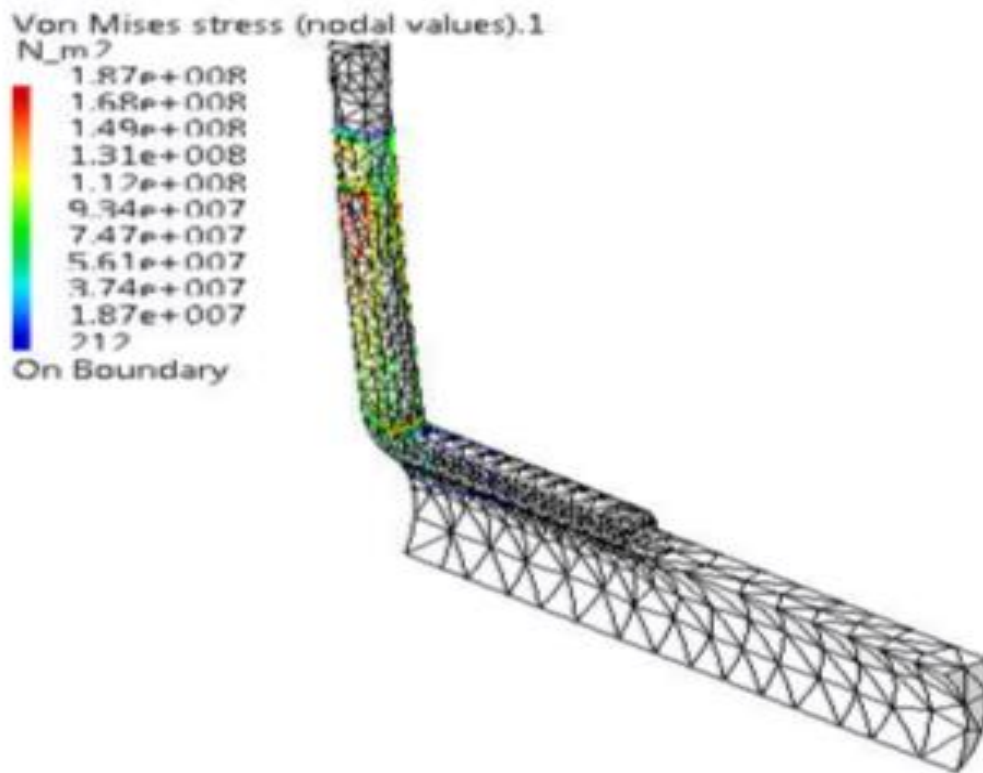 Von Mises stress (nodal values).1
N_m2
1.87e+008
1.68e+008
1.49e+008
1.31e+008
1.12e+008
9.34e+007
7.47e+007
5.61e+007
3.74e+007
1.87e+007
212
On Boundary